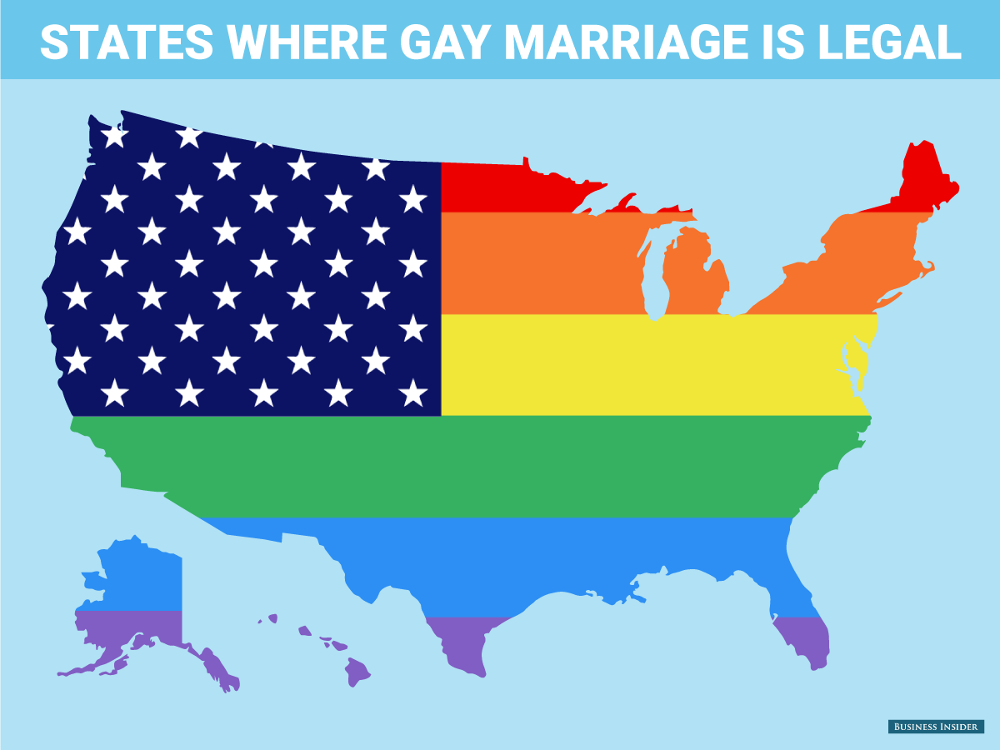 STATES WHERE GAY MARRIAGE IS LEGAL
BUSINESS INSIDER